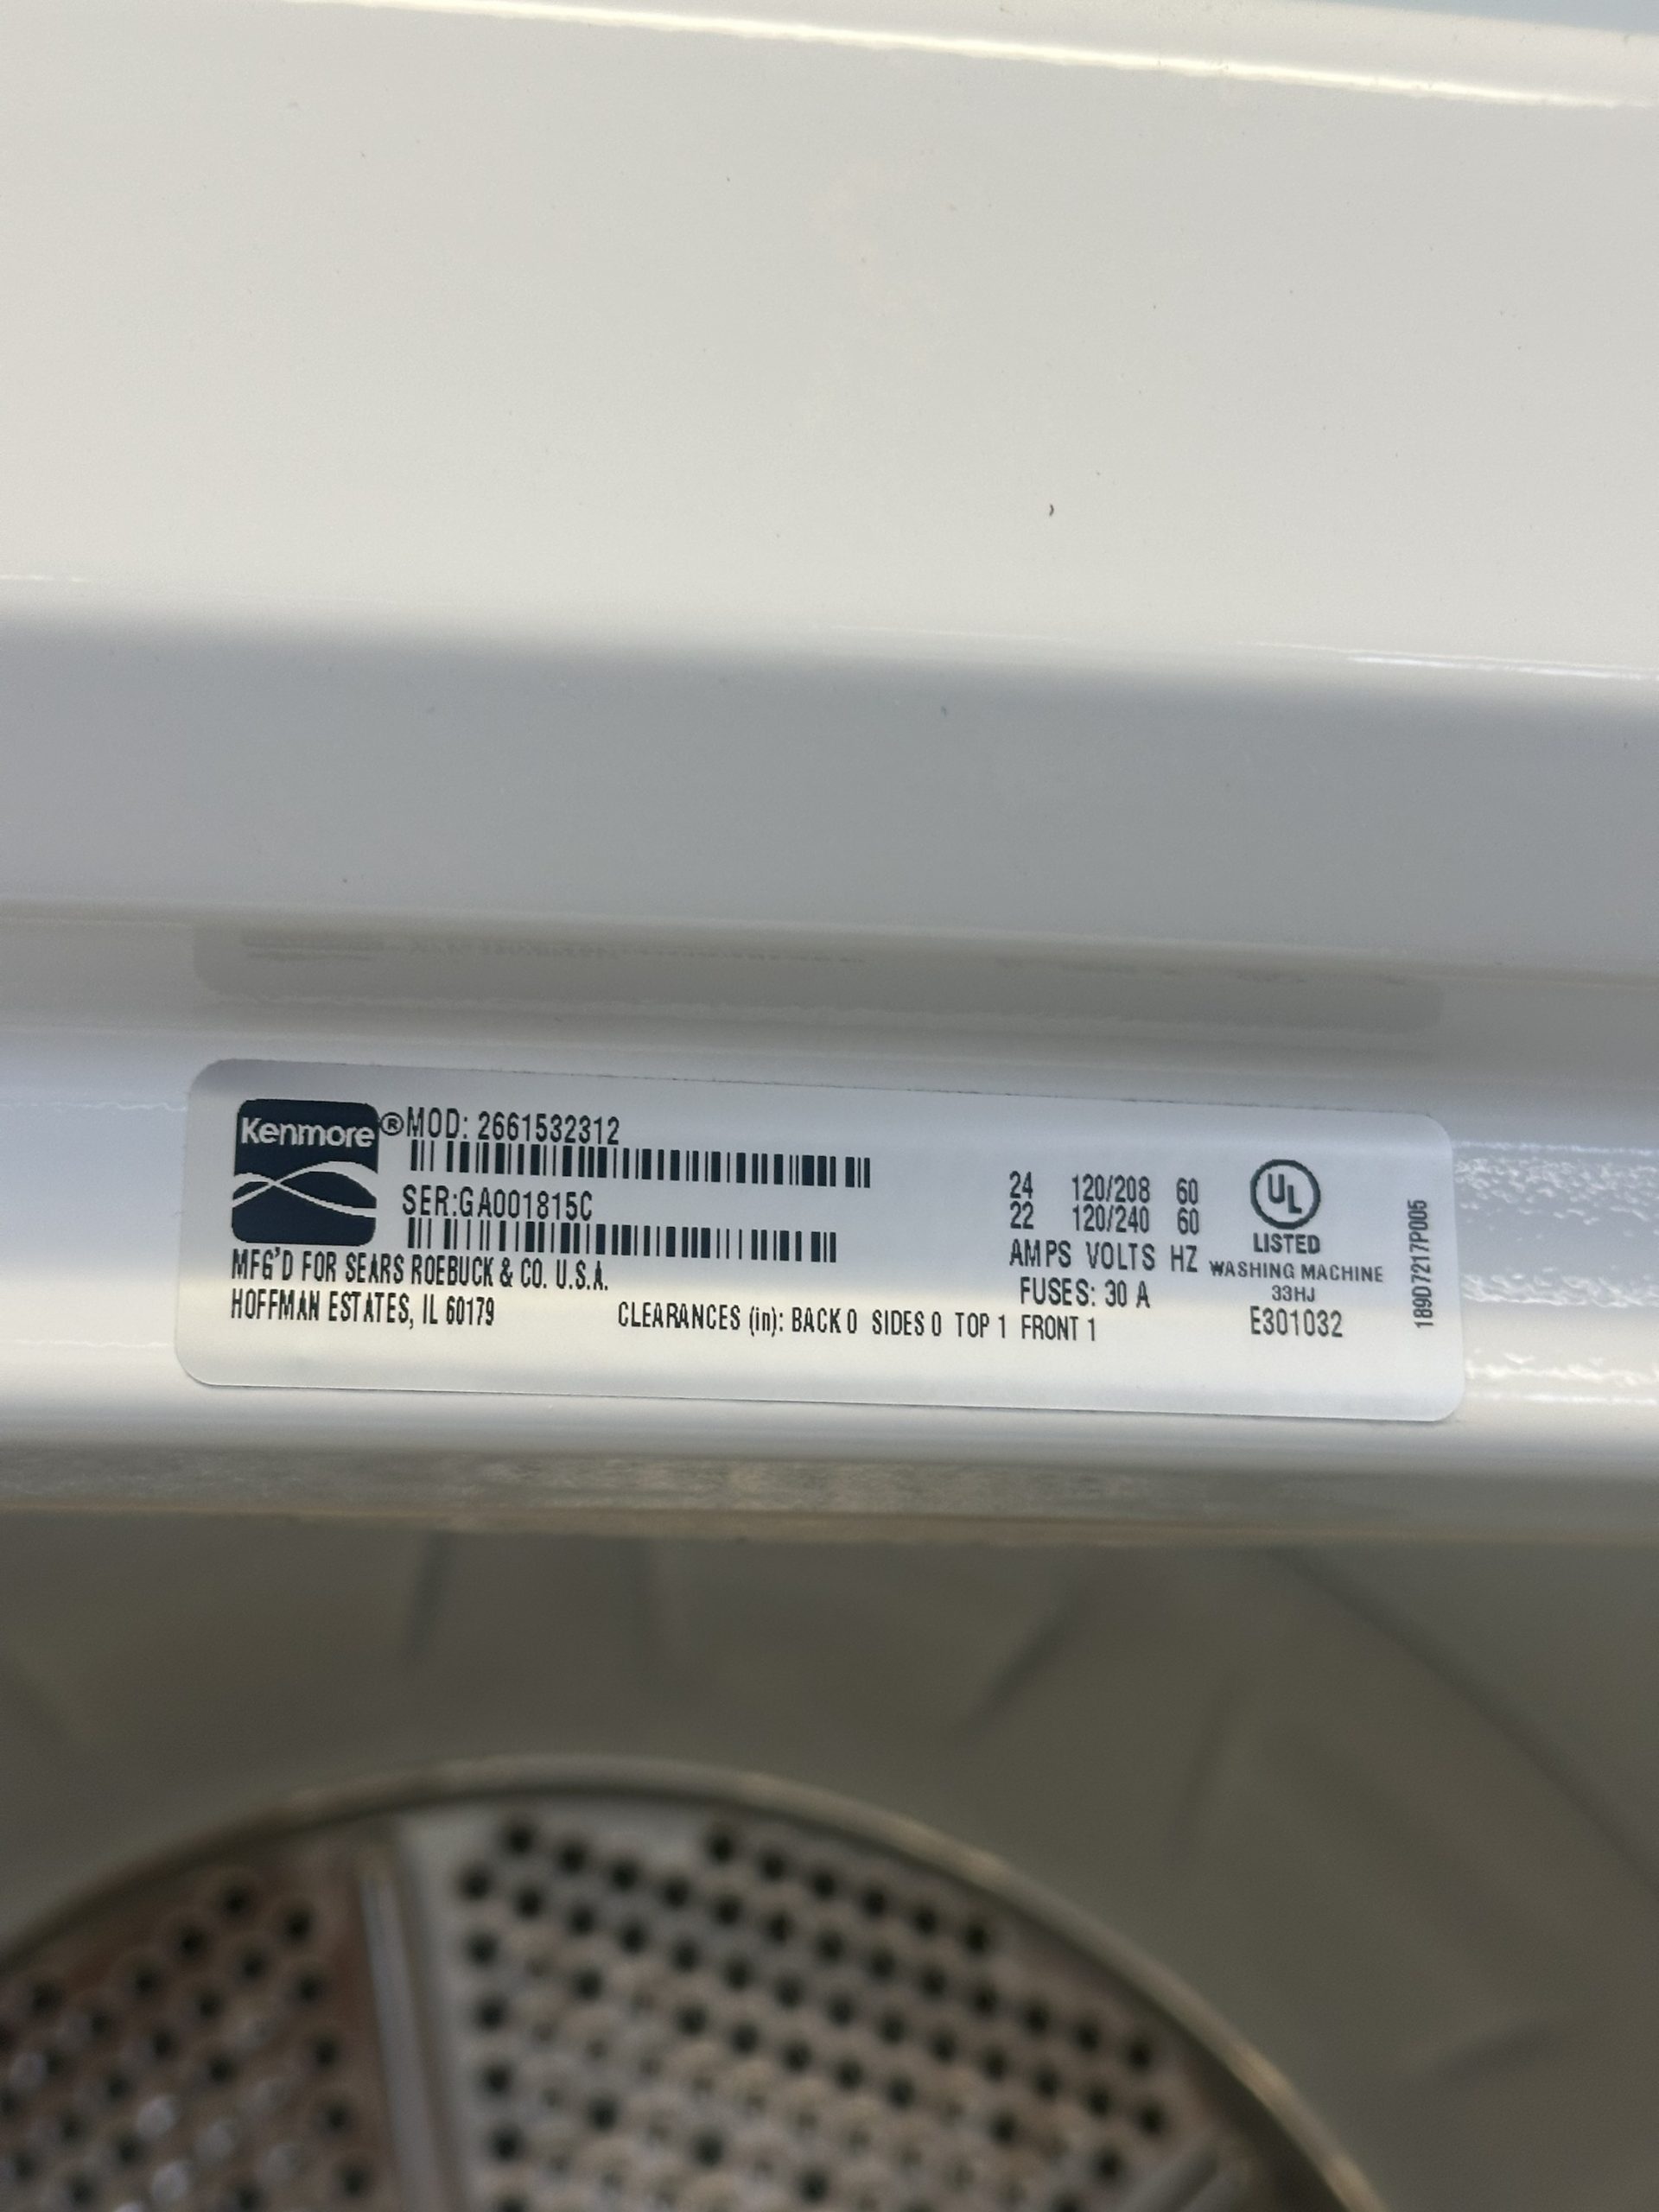 Kenmore®
MOD: 2661532312
SER:GA001815C
MFG'D FOR SEARS ROEBUCK & CO. U.S.A.
HOFFMAN ESTATES, IL 60179
CLEARANCES (in): BACK 0 SIDES 0 TOP 1 FRONT 1
24 120/208 60
22 120/240 60
AMPS VOLTS HZ
FUSES: 30 A
UL
LISTED
WASHING MACHINE
33HJ
E301032
189D7217P005